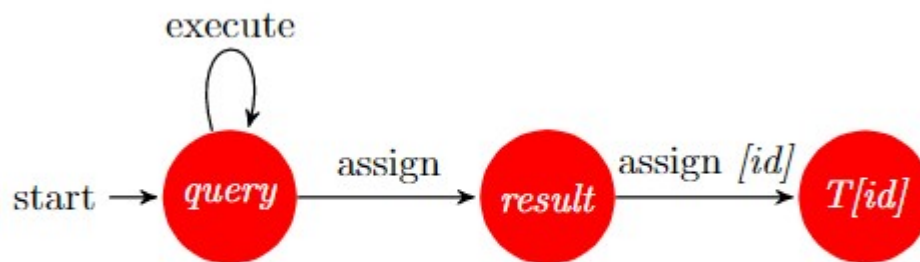 execute
start
query
assign
result
assign [id]
T[id]